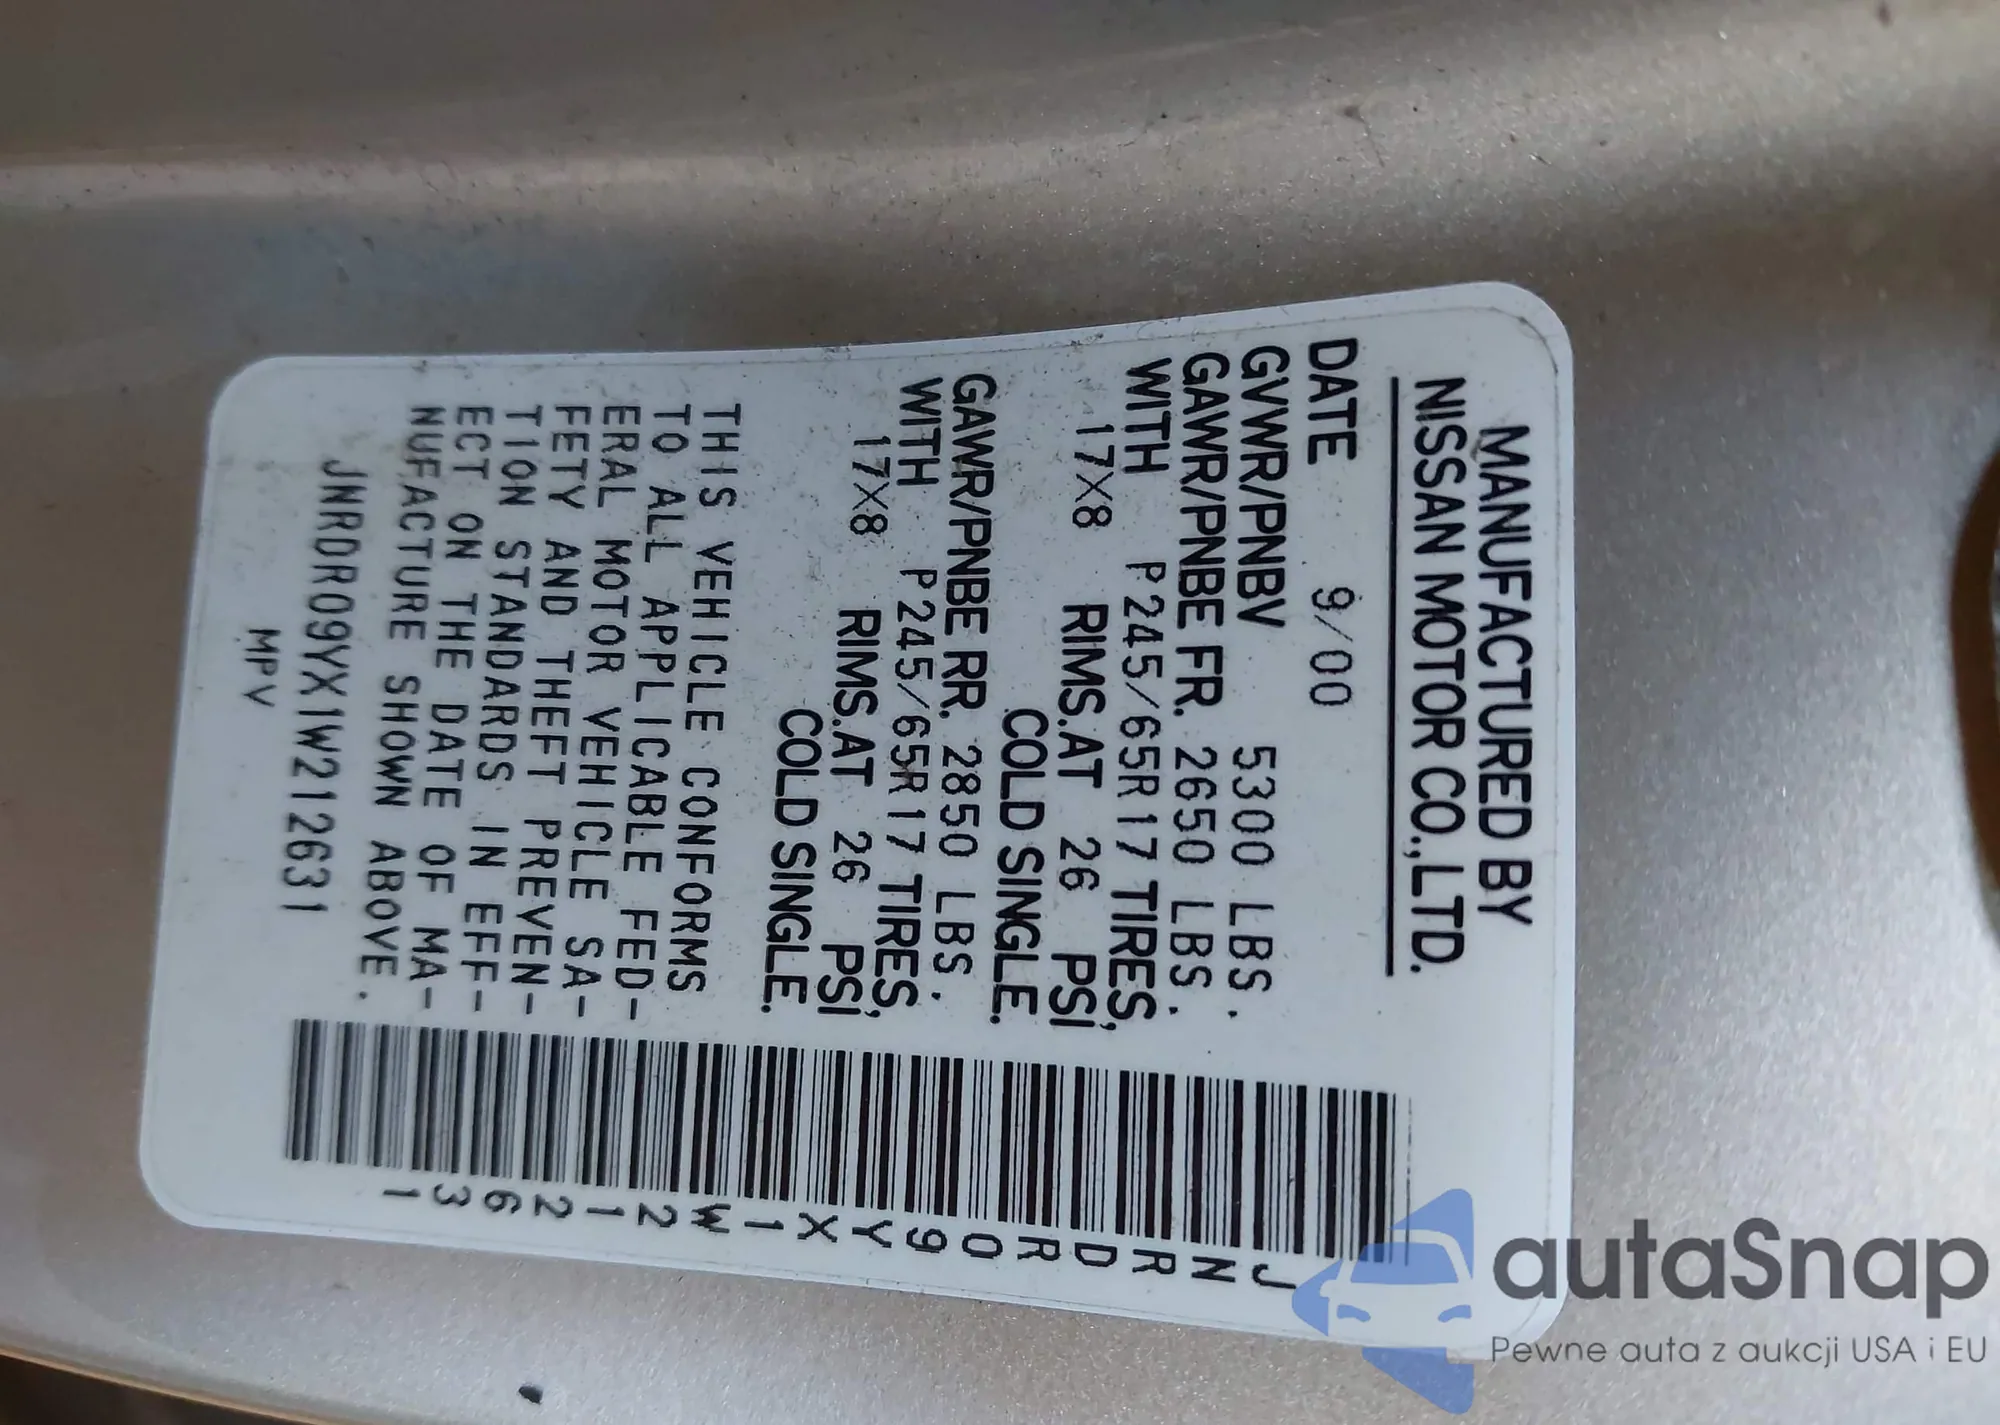 MANUFACTURED BY
NISSAN MOTOR CO.,LTD.
DATE 9/00
GVWR/PNBV 5300 LBS.
GAWR/PNBE FR. 2650 LBS.
WITH P245/65R17 TIRES,
17X8 RIMS.AT 26 PSI
COLD SINGLE.
GAWR/PNBE RR. 2850 LBS.
WITH P245/65R17 TIRES,
17X8 RIMS.AT 26 PSI
COLD SINGLE.
THIS VEHICLE CONFORMS
TO ALL APPLICABLE FED-
ERAL MOTOR VEHICLE SA-
FETY AND THEFT PREVEN-
TION STANDARDS IN EFF-
ECT ON THE DATE OF MA-
NUFACTURE SHOWN ABOVE.
JNRDR09YX1W212631
MPV
JNRDR09YX1W212631
autaSnap
Pewne auta z aukcji USA i EU